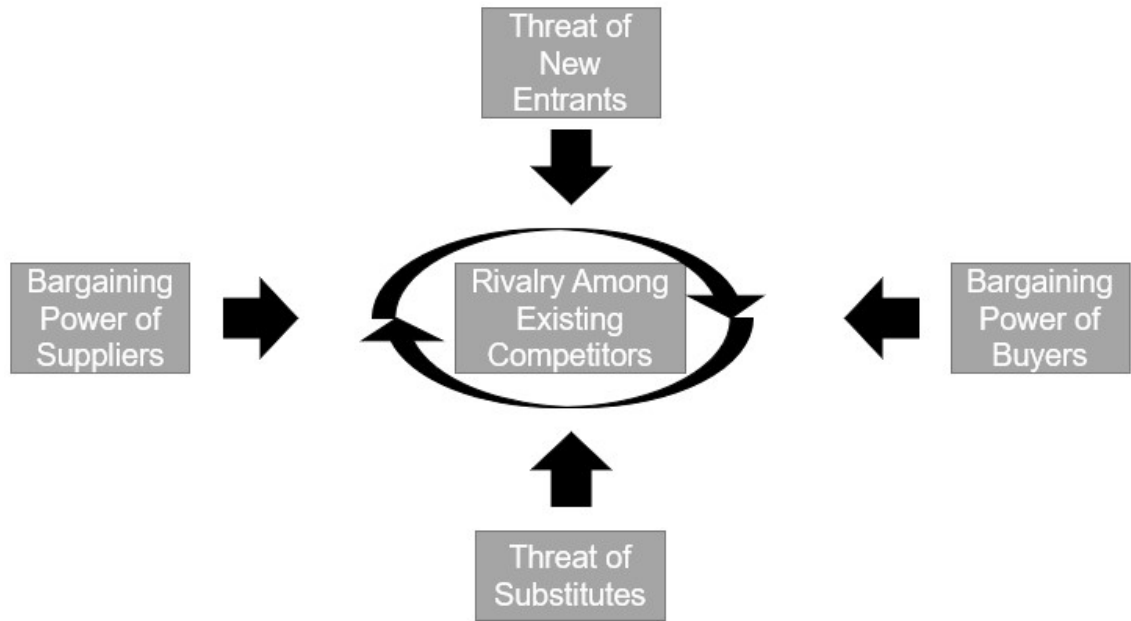 Threat of
New
Entrants
Bargaining
Power of
Suppliers
Rivalry Among
Existing
Competitors
Bargaining
Power of
Buyers
Threat of
Substitutes